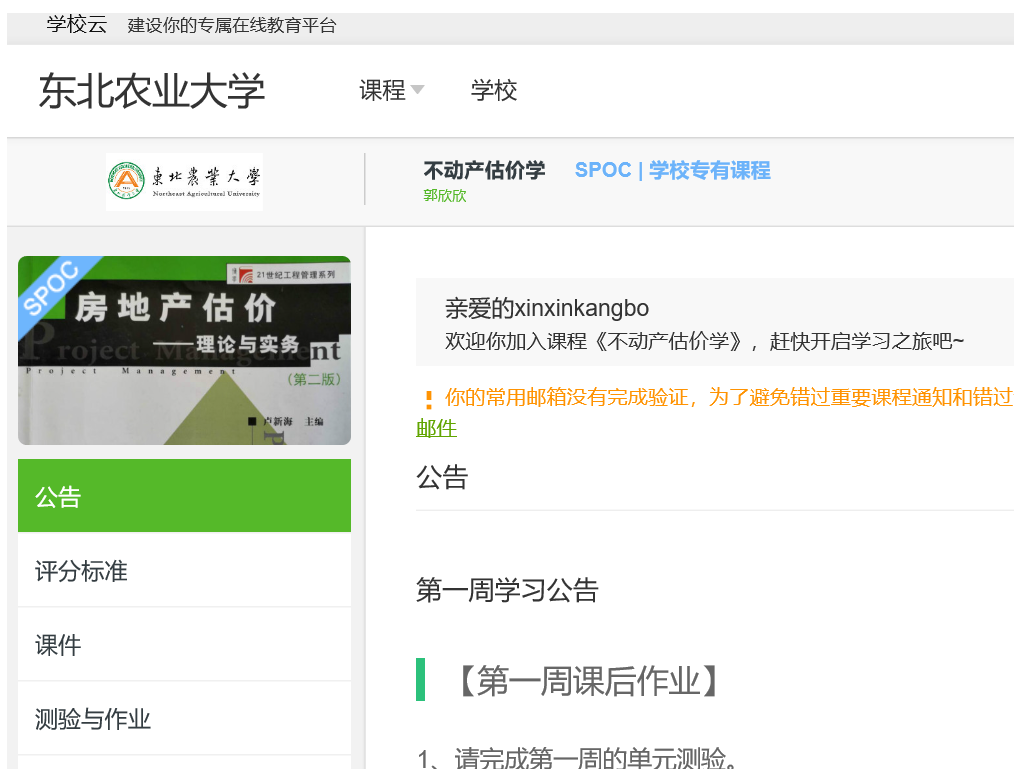 学校云 建设你的专属在线教育平台
东北农业大学 课程 学校
東北農業大學
Northeast Agricultural University
不动产估价学 SPOC | 学校专有课程
郭欣欣
SPOC
21世纪工程管理系列
房地产估价
——理论与实务
Project Management
Project Management
（第二版）
■ 卢新海 主编
亲爱的xinxinkangbo
欢迎你加入课程《不动产估价学》，赶快开启学习之旅吧~
你的常用邮箱没有完成验证，为了避免错过重要课程通知和错过
邮件
公告
第一周学习公告
【第一周课后作业】
1、请完成第一周的单元测验。
公告
评分标准
课件
测验与作业